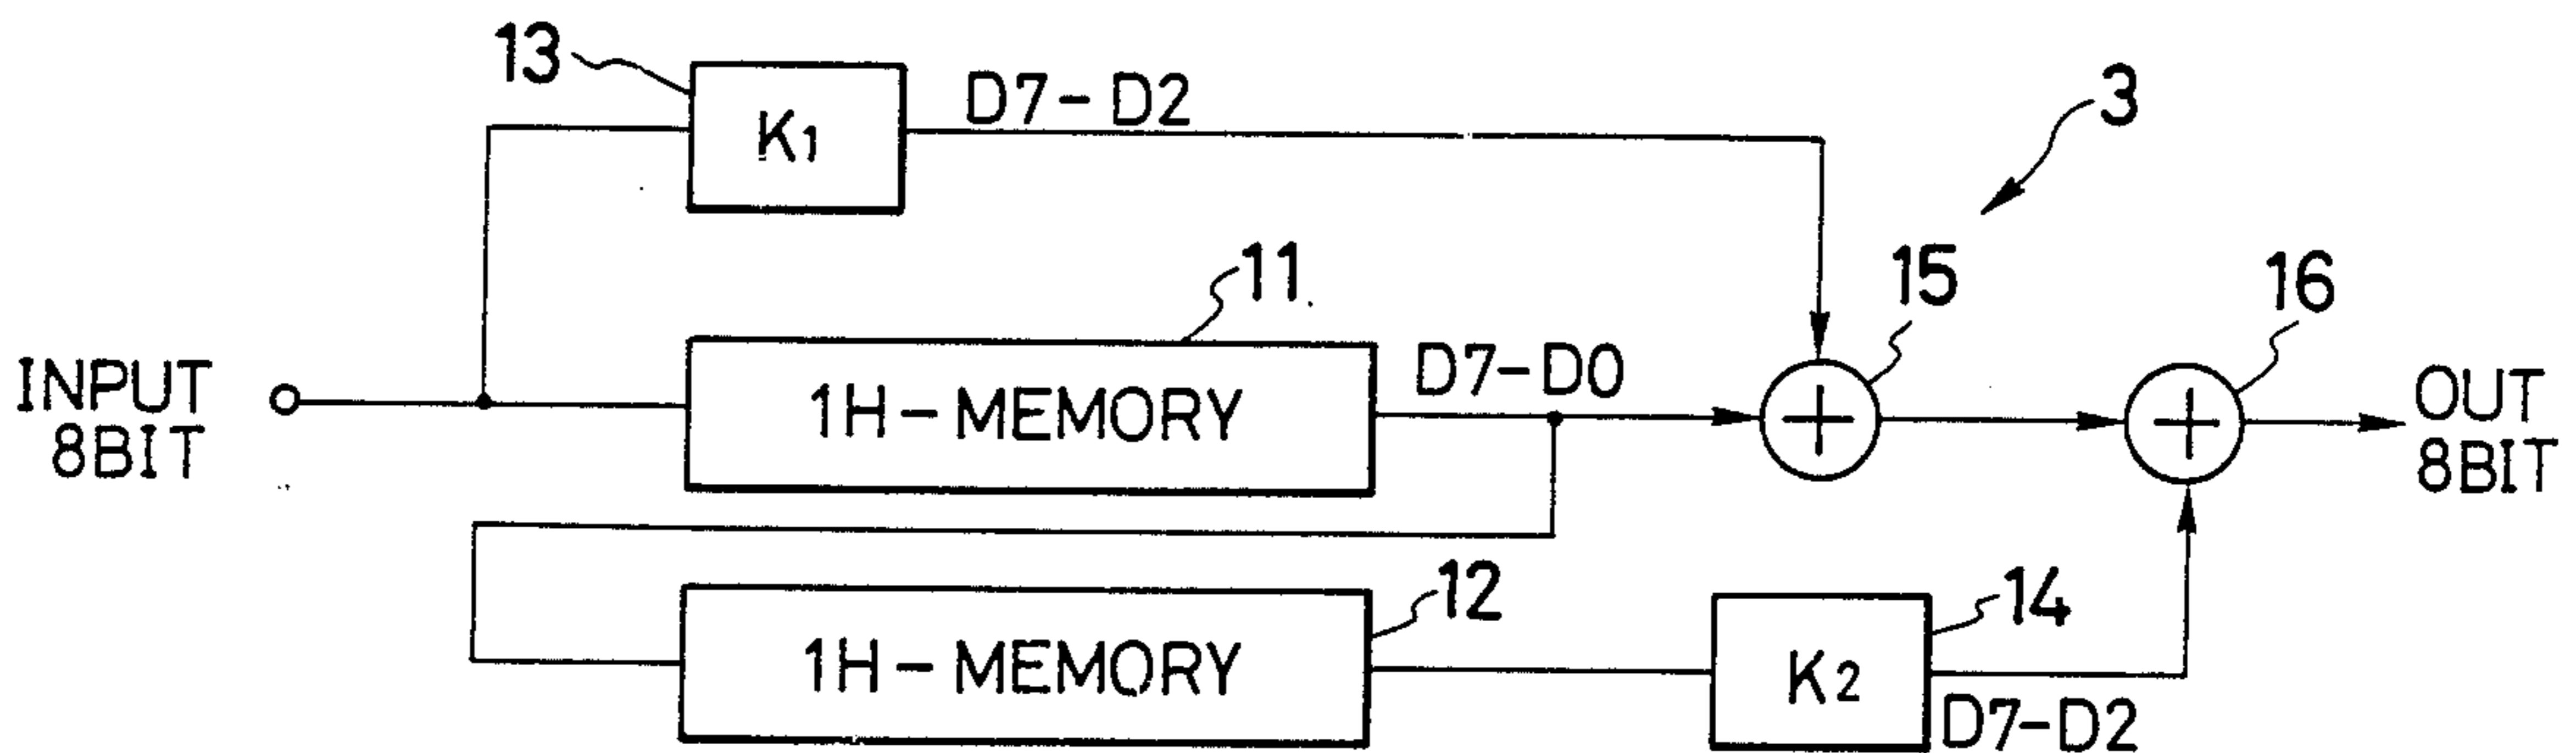 13
K1
D7-D2
3
11
15
16
INPUT
8BIT
1H-MEMORY
D7-D0
OUT
8BIT
12
14
1H-MEMORY
K2
D7-D2